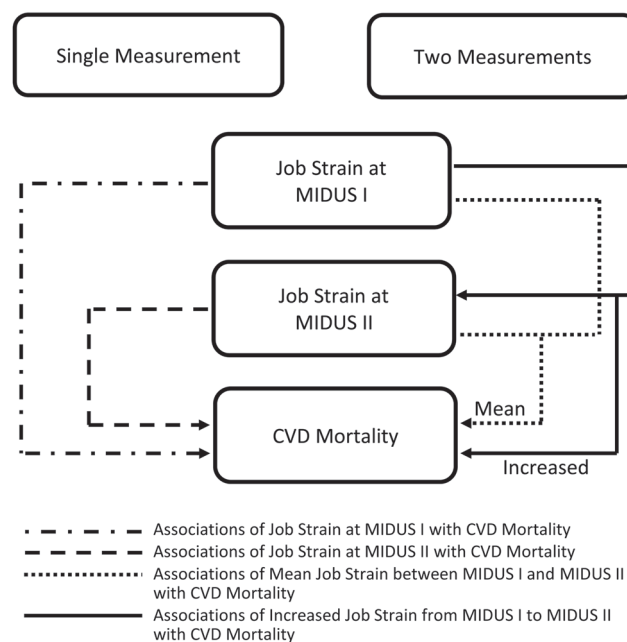 Single Measurement
Two Measurements
Job Strain at
MIDUS I
Job Strain at
MIDUS II
Mean
CVD Mortality
Increased
Associations of Job Strain at MIDUS I with CVD Mortality
Associations of Job Strain at MIDUS II with CVD Mortality
Associations of Mean Job Strain between MIDUS I and MIDUS II
with CVD Mortality
Associations of Increased Job Strain from MIDUS I to MIDUS II
with CVD Mortality